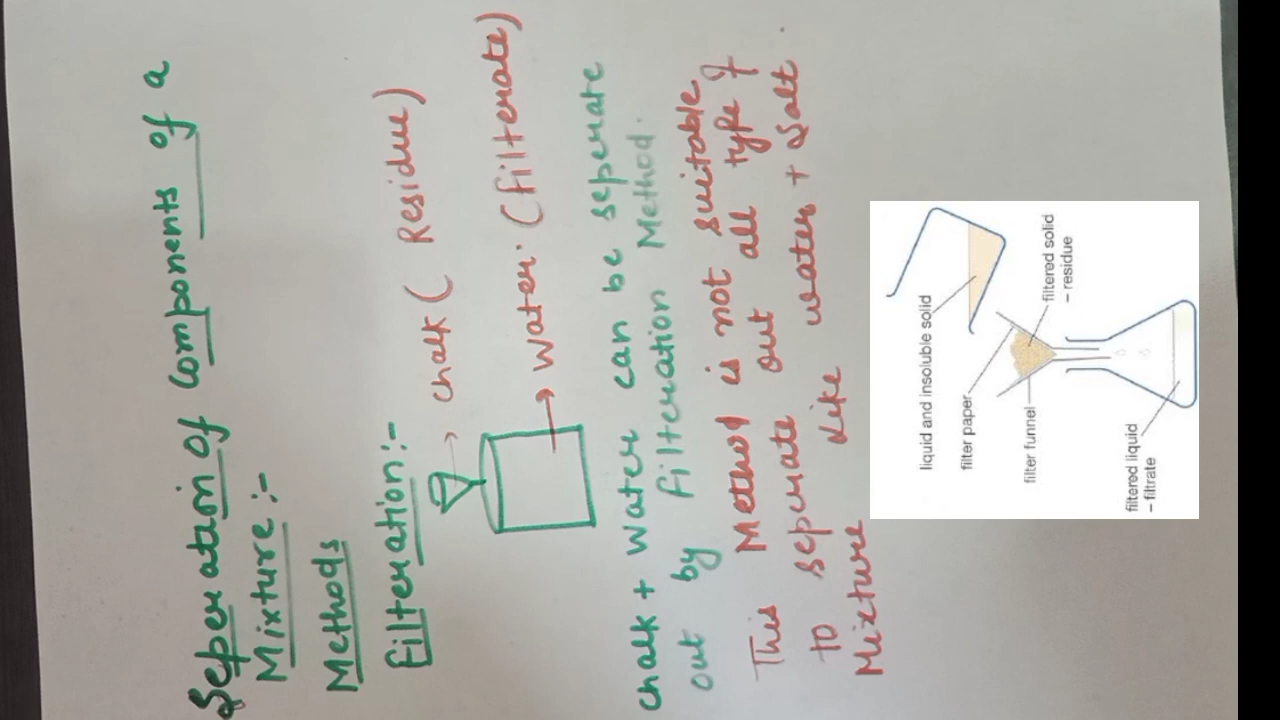 Seperation of components of a
Mixture :-
Methods
filteration:-
chalk ( Residue)
water. (filterate)
chalk + water can be seperate
out by filteration Method.
This Method is not suitable
to seperate out all type of
Mixture like water + salt.
liquid and insoluble solid
filter paper
filter funnel
filtered solid
– residue
filtered liquid
– filtrate